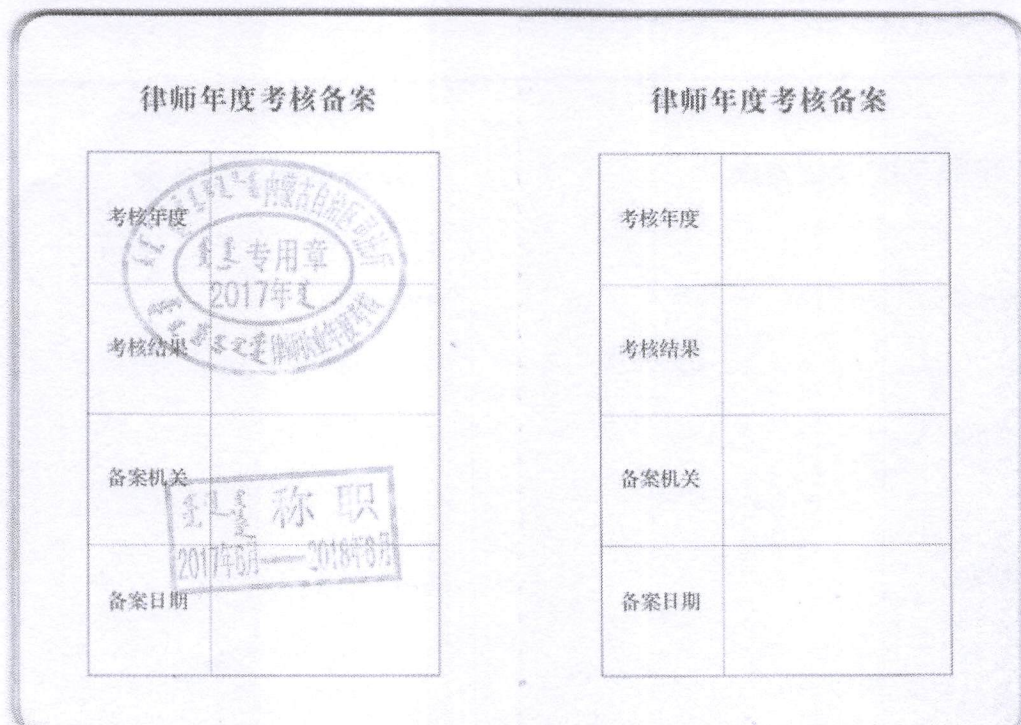 律师年度考核备案
考核年度
内蒙古自治区司法厅
专用章
2017年
律师执业年度考核
考核结果
备案机关
称职
2017年6月——2018年6月
备案日期
律师年度考核备案
考核年度
考核结果
备案机关
备案日期